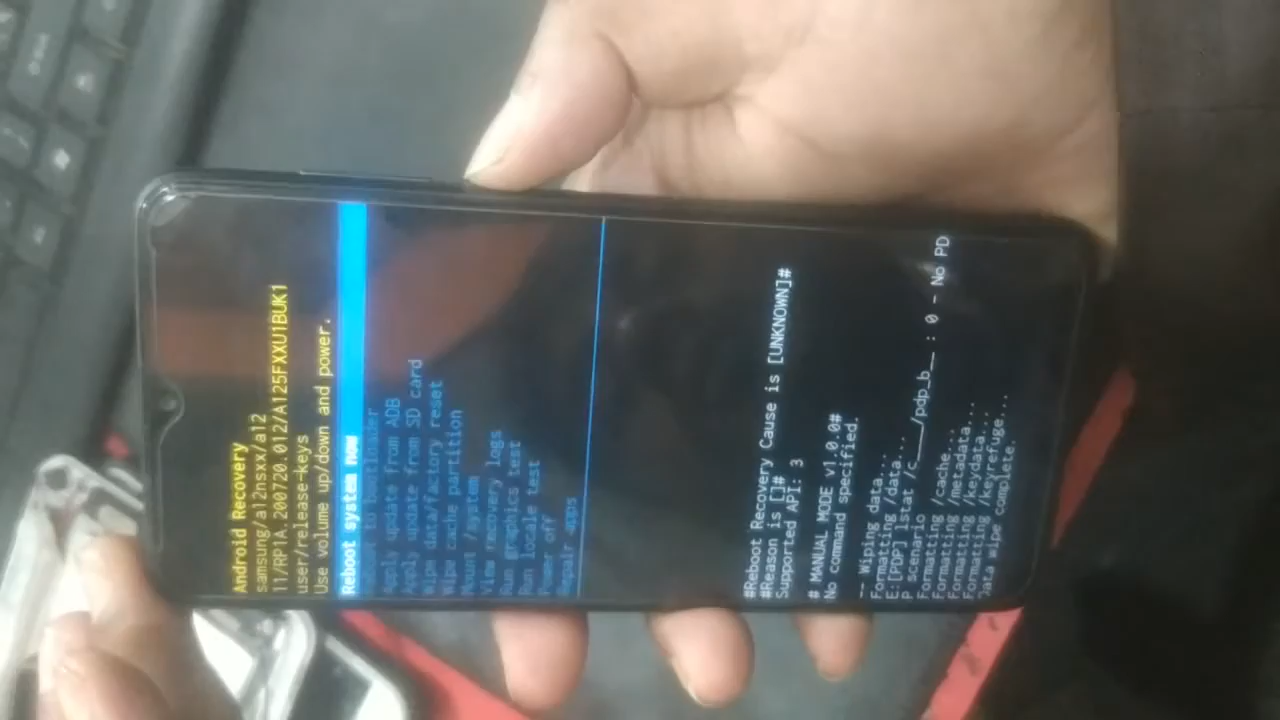 Android Recovery
samsung/a12nsxx/a12
11/RP1A.200720.012/A125FXXU1BUK1
user/release-keys
Use volume up/down and power.
Reboot system now
Reboot to bootloader
Apply update from ADB
Apply update from SD card
Wipe data/factory reset
Wipe cache partition
Mount /system
View recovery logs
Run graphics test
Run locale test
Power off
Repair apps
#Reboot Recovery Cause is [UNKNOWN]#
#Reason is []#
Supported API: 3
# MANUAL MODE v1.0.0#
No command specified.
-- Wiping data...
Formatting /data...
E:[PDP] lstat /c____/pdp_b__ : 0 - No PD
P scenario
Formatting /cache...
Formatting /metadata...
Formatting /keydata...
Formatting /keyrefuge...
Data wipe complete.